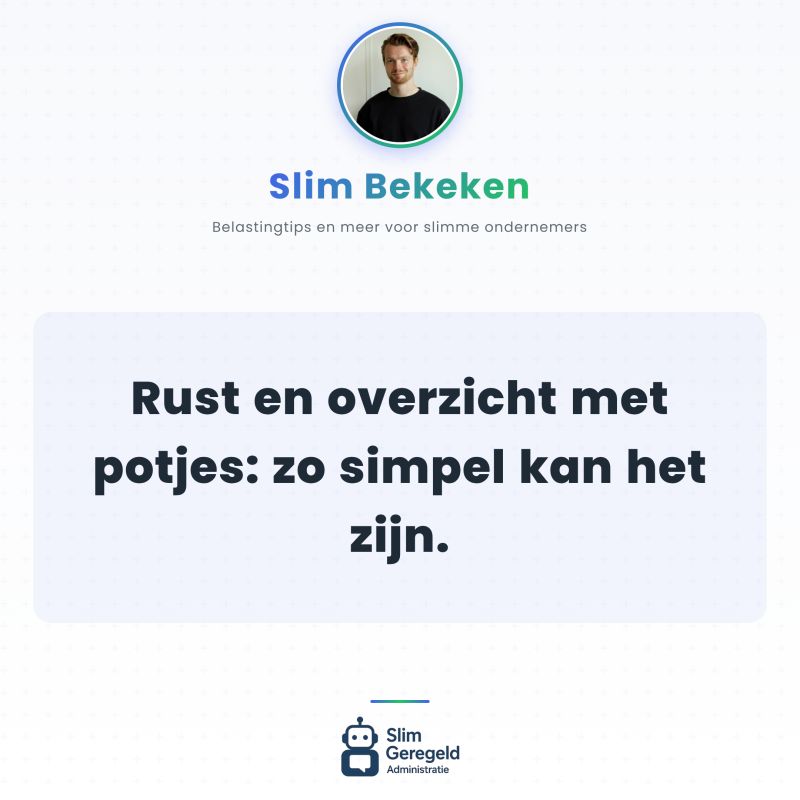 Slim Bekeken
Belastingtips en meer voor slimme ondernemers
Rust en overzicht met
potjes: zo simpel kan het
zijn.
Slim
Geregeld
Administratie